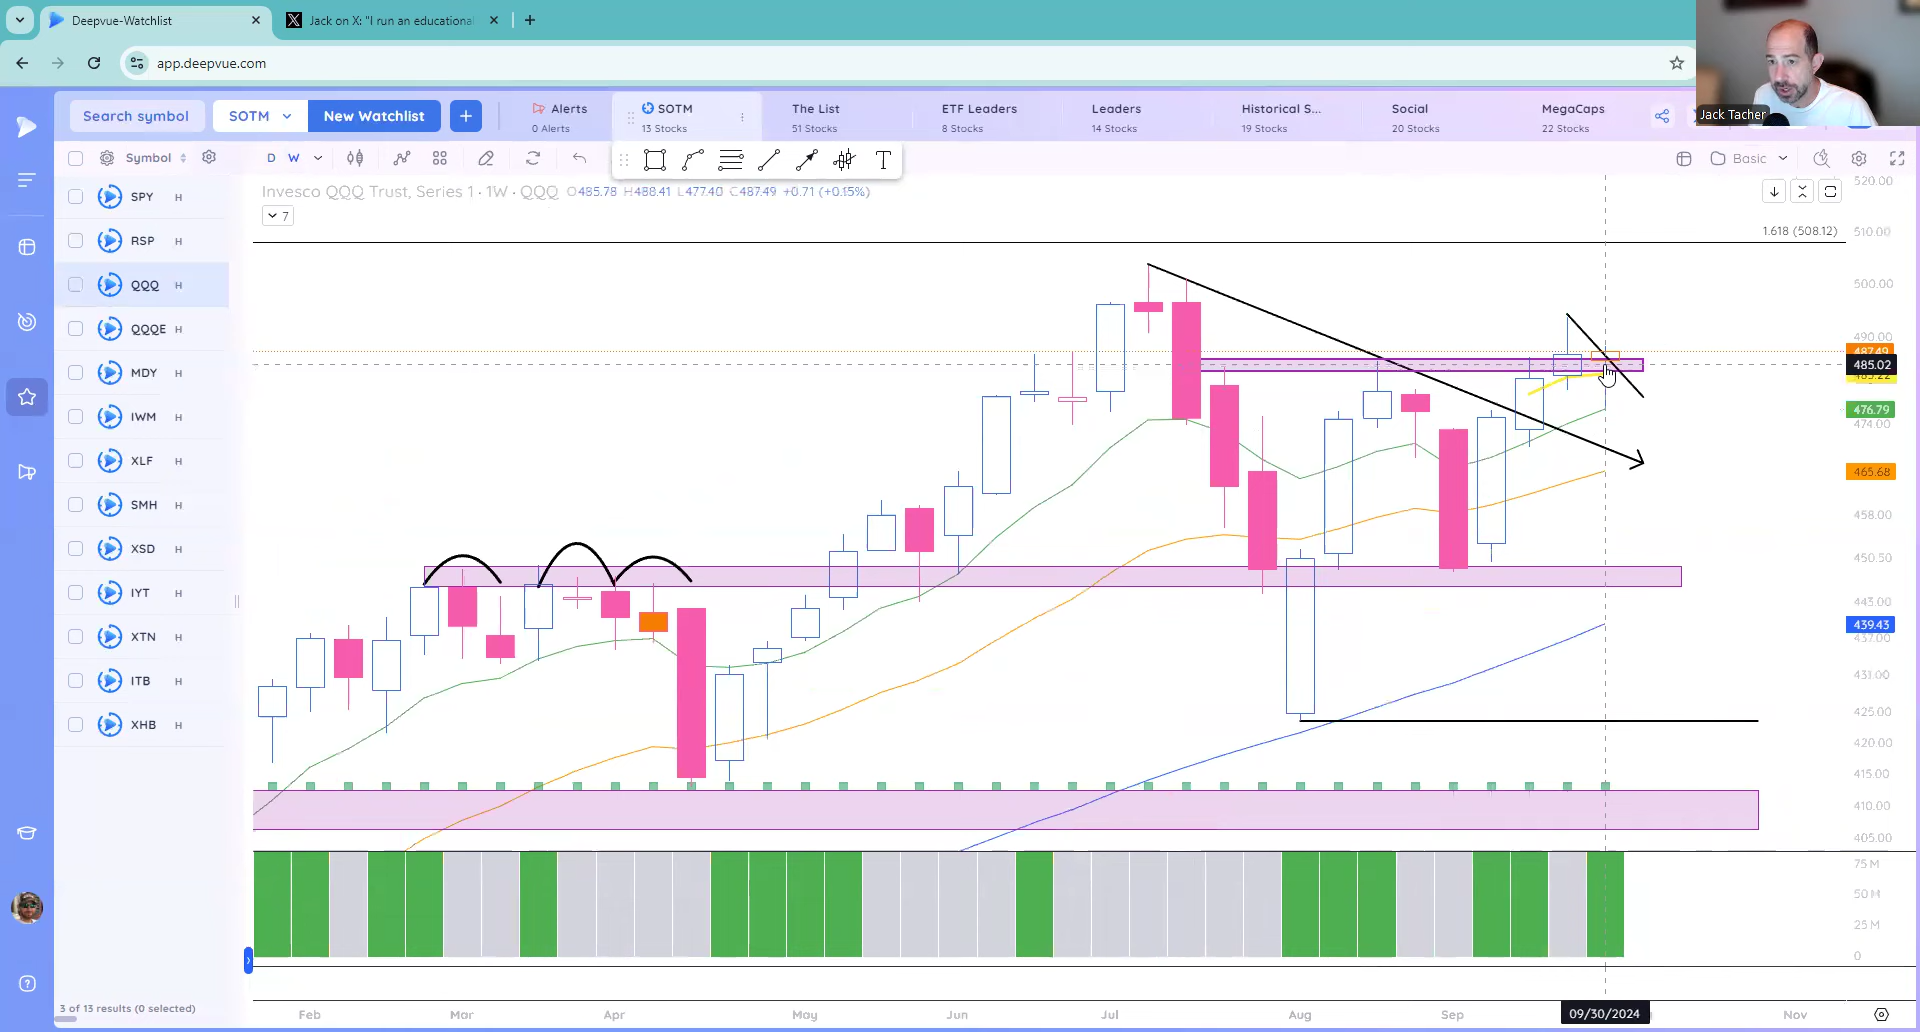 Deepvue-Watchlist
Jack on X: "I run an educationa
app.deepvue.com
Jack Tacher
Search symbol
SOTM
New Watchlist
Alerts
0 Alerts
SOTM
13 Stocks
The List
51 Stocks
ETF Leaders
8 Stocks
Leaders
14 Stocks
Historical S...
19 Stocks
Social
20 Stocks
MegaCaps
22 Stocks
Symbol
D W
T
Basic
Invesco QQQ Trust, Series 1 · 1W · QQQ O485.78 H488.41 L477.40 C487.49 +0.71 (+0.15%)
7
SPY H
RSP H
QQQ H
QQQE H
MDY H
IWM H
XLF H
SMH H
XSD H
IYT H
XTN H
ITB H
XHB H
3 of 13 results (0 selected)
1.618 (508.12)
520.00
510.00
500.00
490.00
487.49
485.02
476.79
474.00
465.68
458.00
450.50
443.00
439.43
437.00
431.00
425.00
420.00
415.00
410.00
405.00
75 M
50 M
25 M
0
Feb
Mar
Apr
May
Jun
Jul
Aug
Sep
09/30/2024
Nov